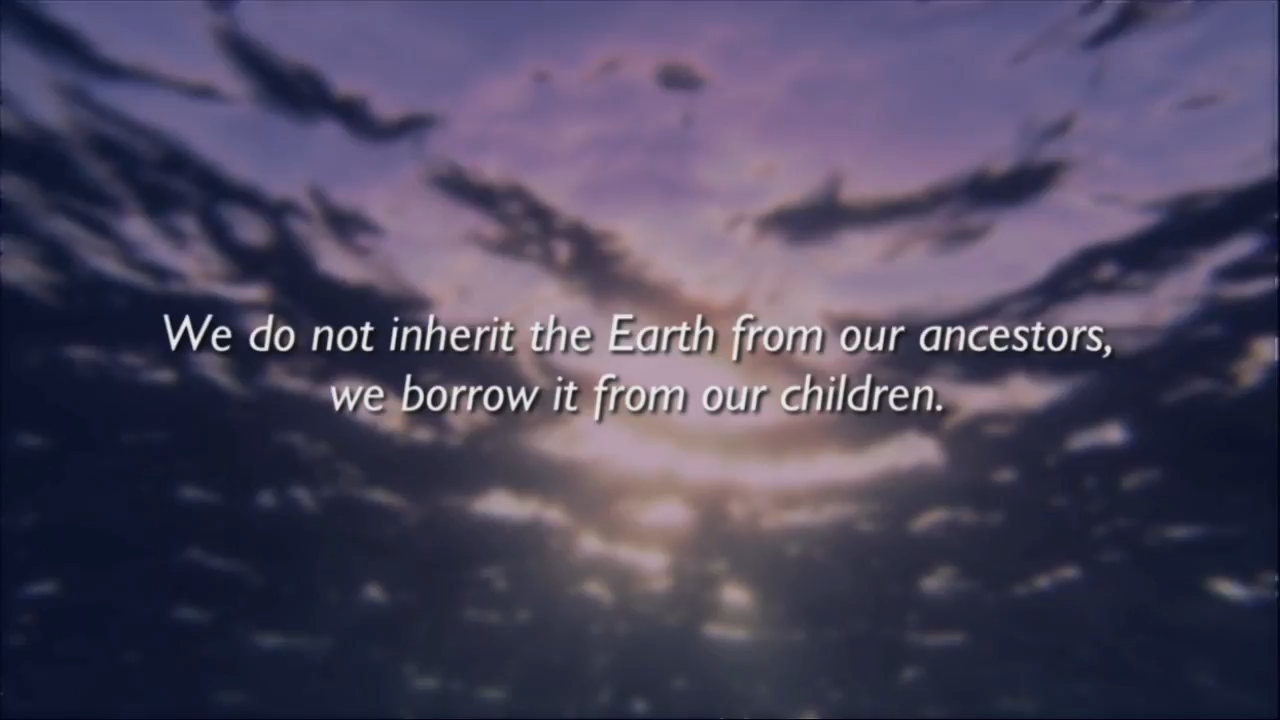 We do not inherit the Earth from our ancestors,
we borrow it from our children.